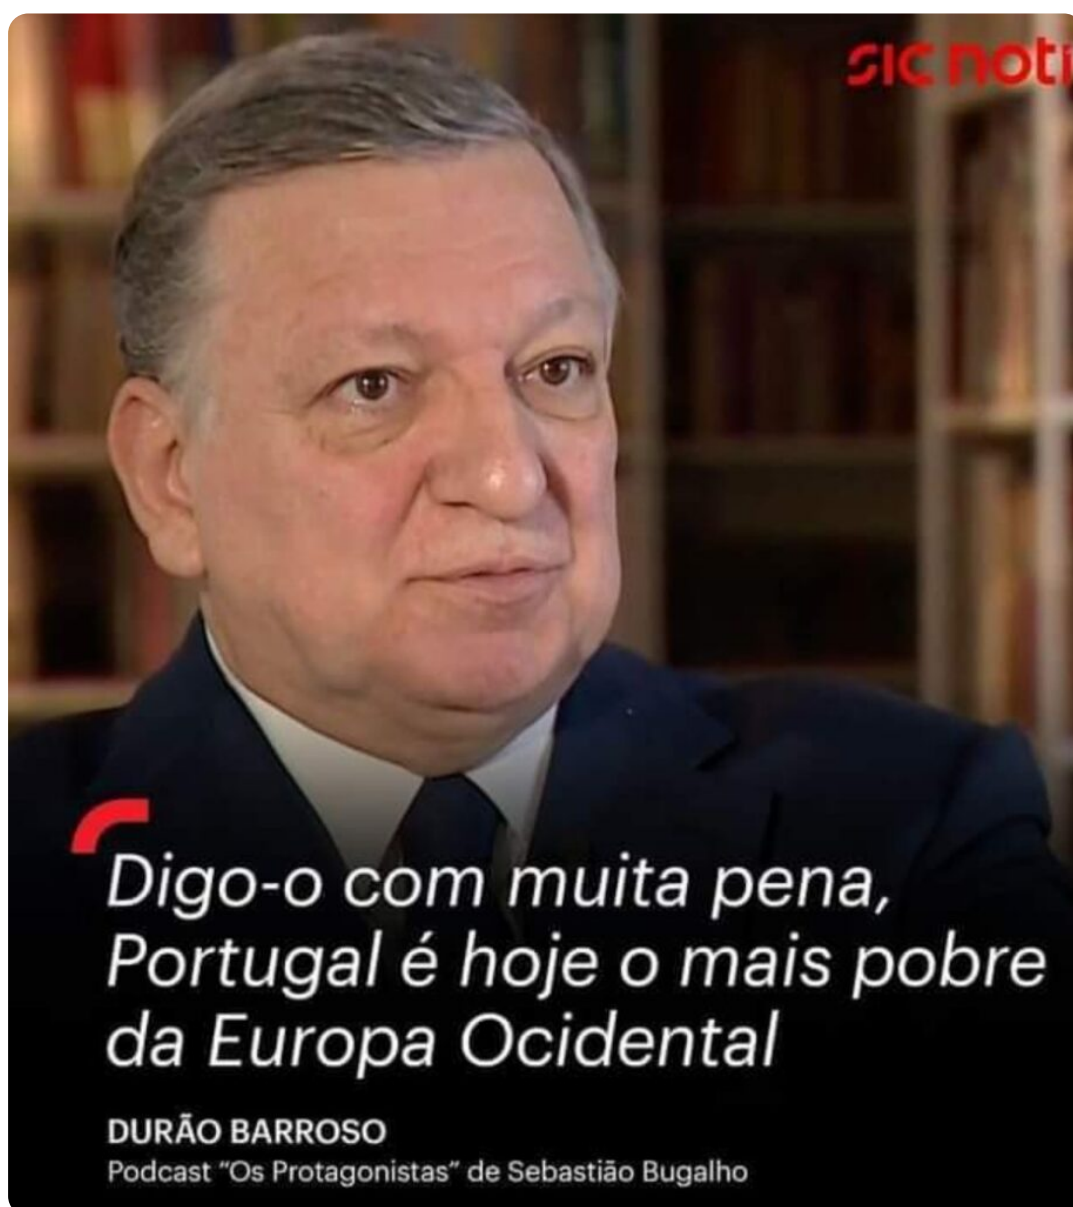 SIC noti
Digo-o com muita pena,
Portugal é hoje o mais pobre
da Europa Ocidental
DURÃO BARROSO
Podcast “Os Protagonistas” de Sebastião Bugalho